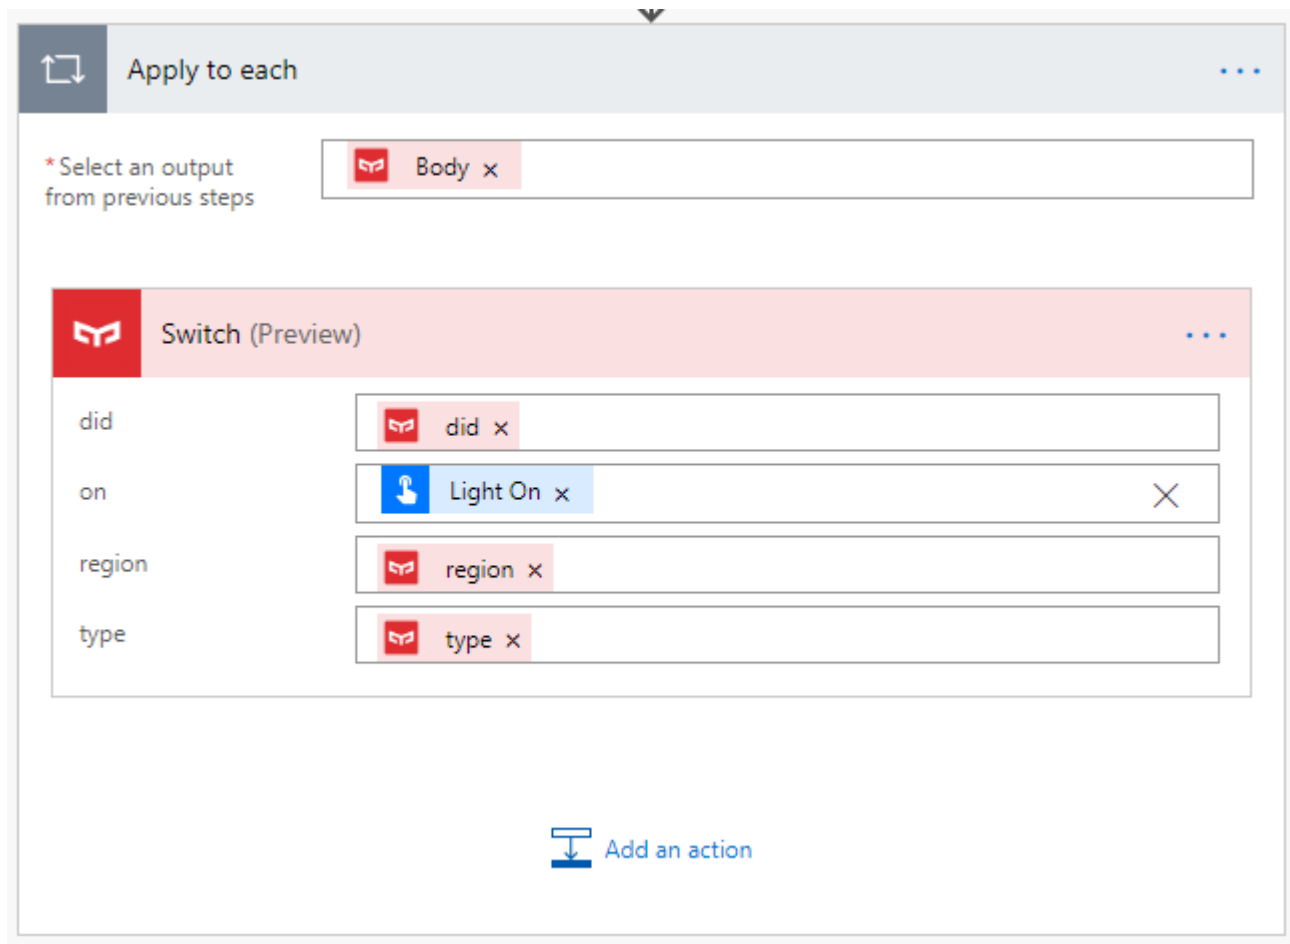 Apply to each
* Select an output
from previous steps
Body
Switch (Preview)
did
did
on
Light On
region
region
type
type
Add an action